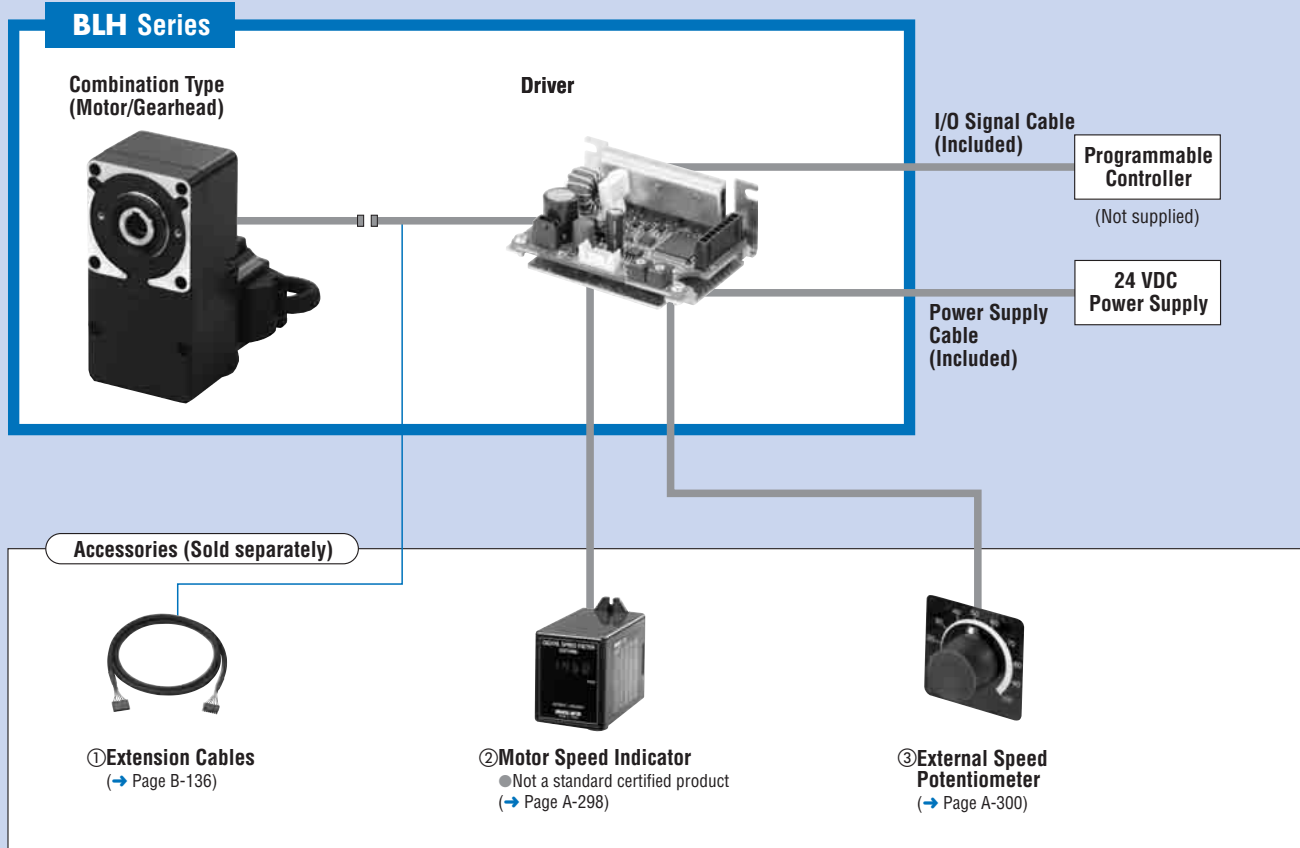 BLH Series
Combination Type
(Motor/Gearhead)
Driver
I/O Signal Cable
(Included)
Programmable
Controller
(Not supplied)
24 VDC
Power Supply
Power Supply
Cable
(Included)
Accessories (Sold separately)
①Extension Cables
(➜ Page B-136)
②Motor Speed Indicator
●Not a standard certified product
(➜ Page A-298)
③External Speed
Potentiometer
(➜ Page A-300)